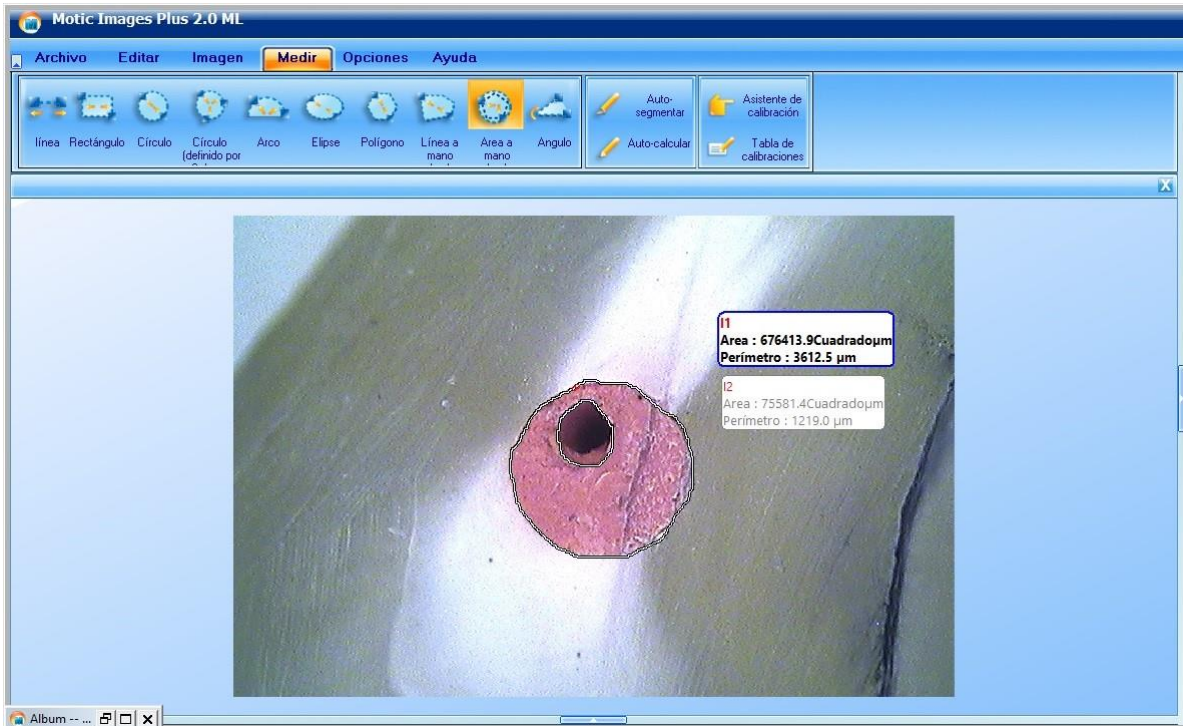 Motic Images Plus 2.0 ML
Archivo Editar Imagen Medir Opciones Ayuda
línea Rectángulo Círculo Círculo (definido por Arco Elipse Polígono Línea a mano Area a mano Angulo
Auto-segmentar
Auto-calcular
Asistente de calibración
Tabla de calibraciones
X
I1
Area : 676413.9Cuadradoµm
Perímetro : 3612.5 µm
I2
Area : 75581.4Cuadradoµm
Perímetro : 1219.0 µm
Album -- ...